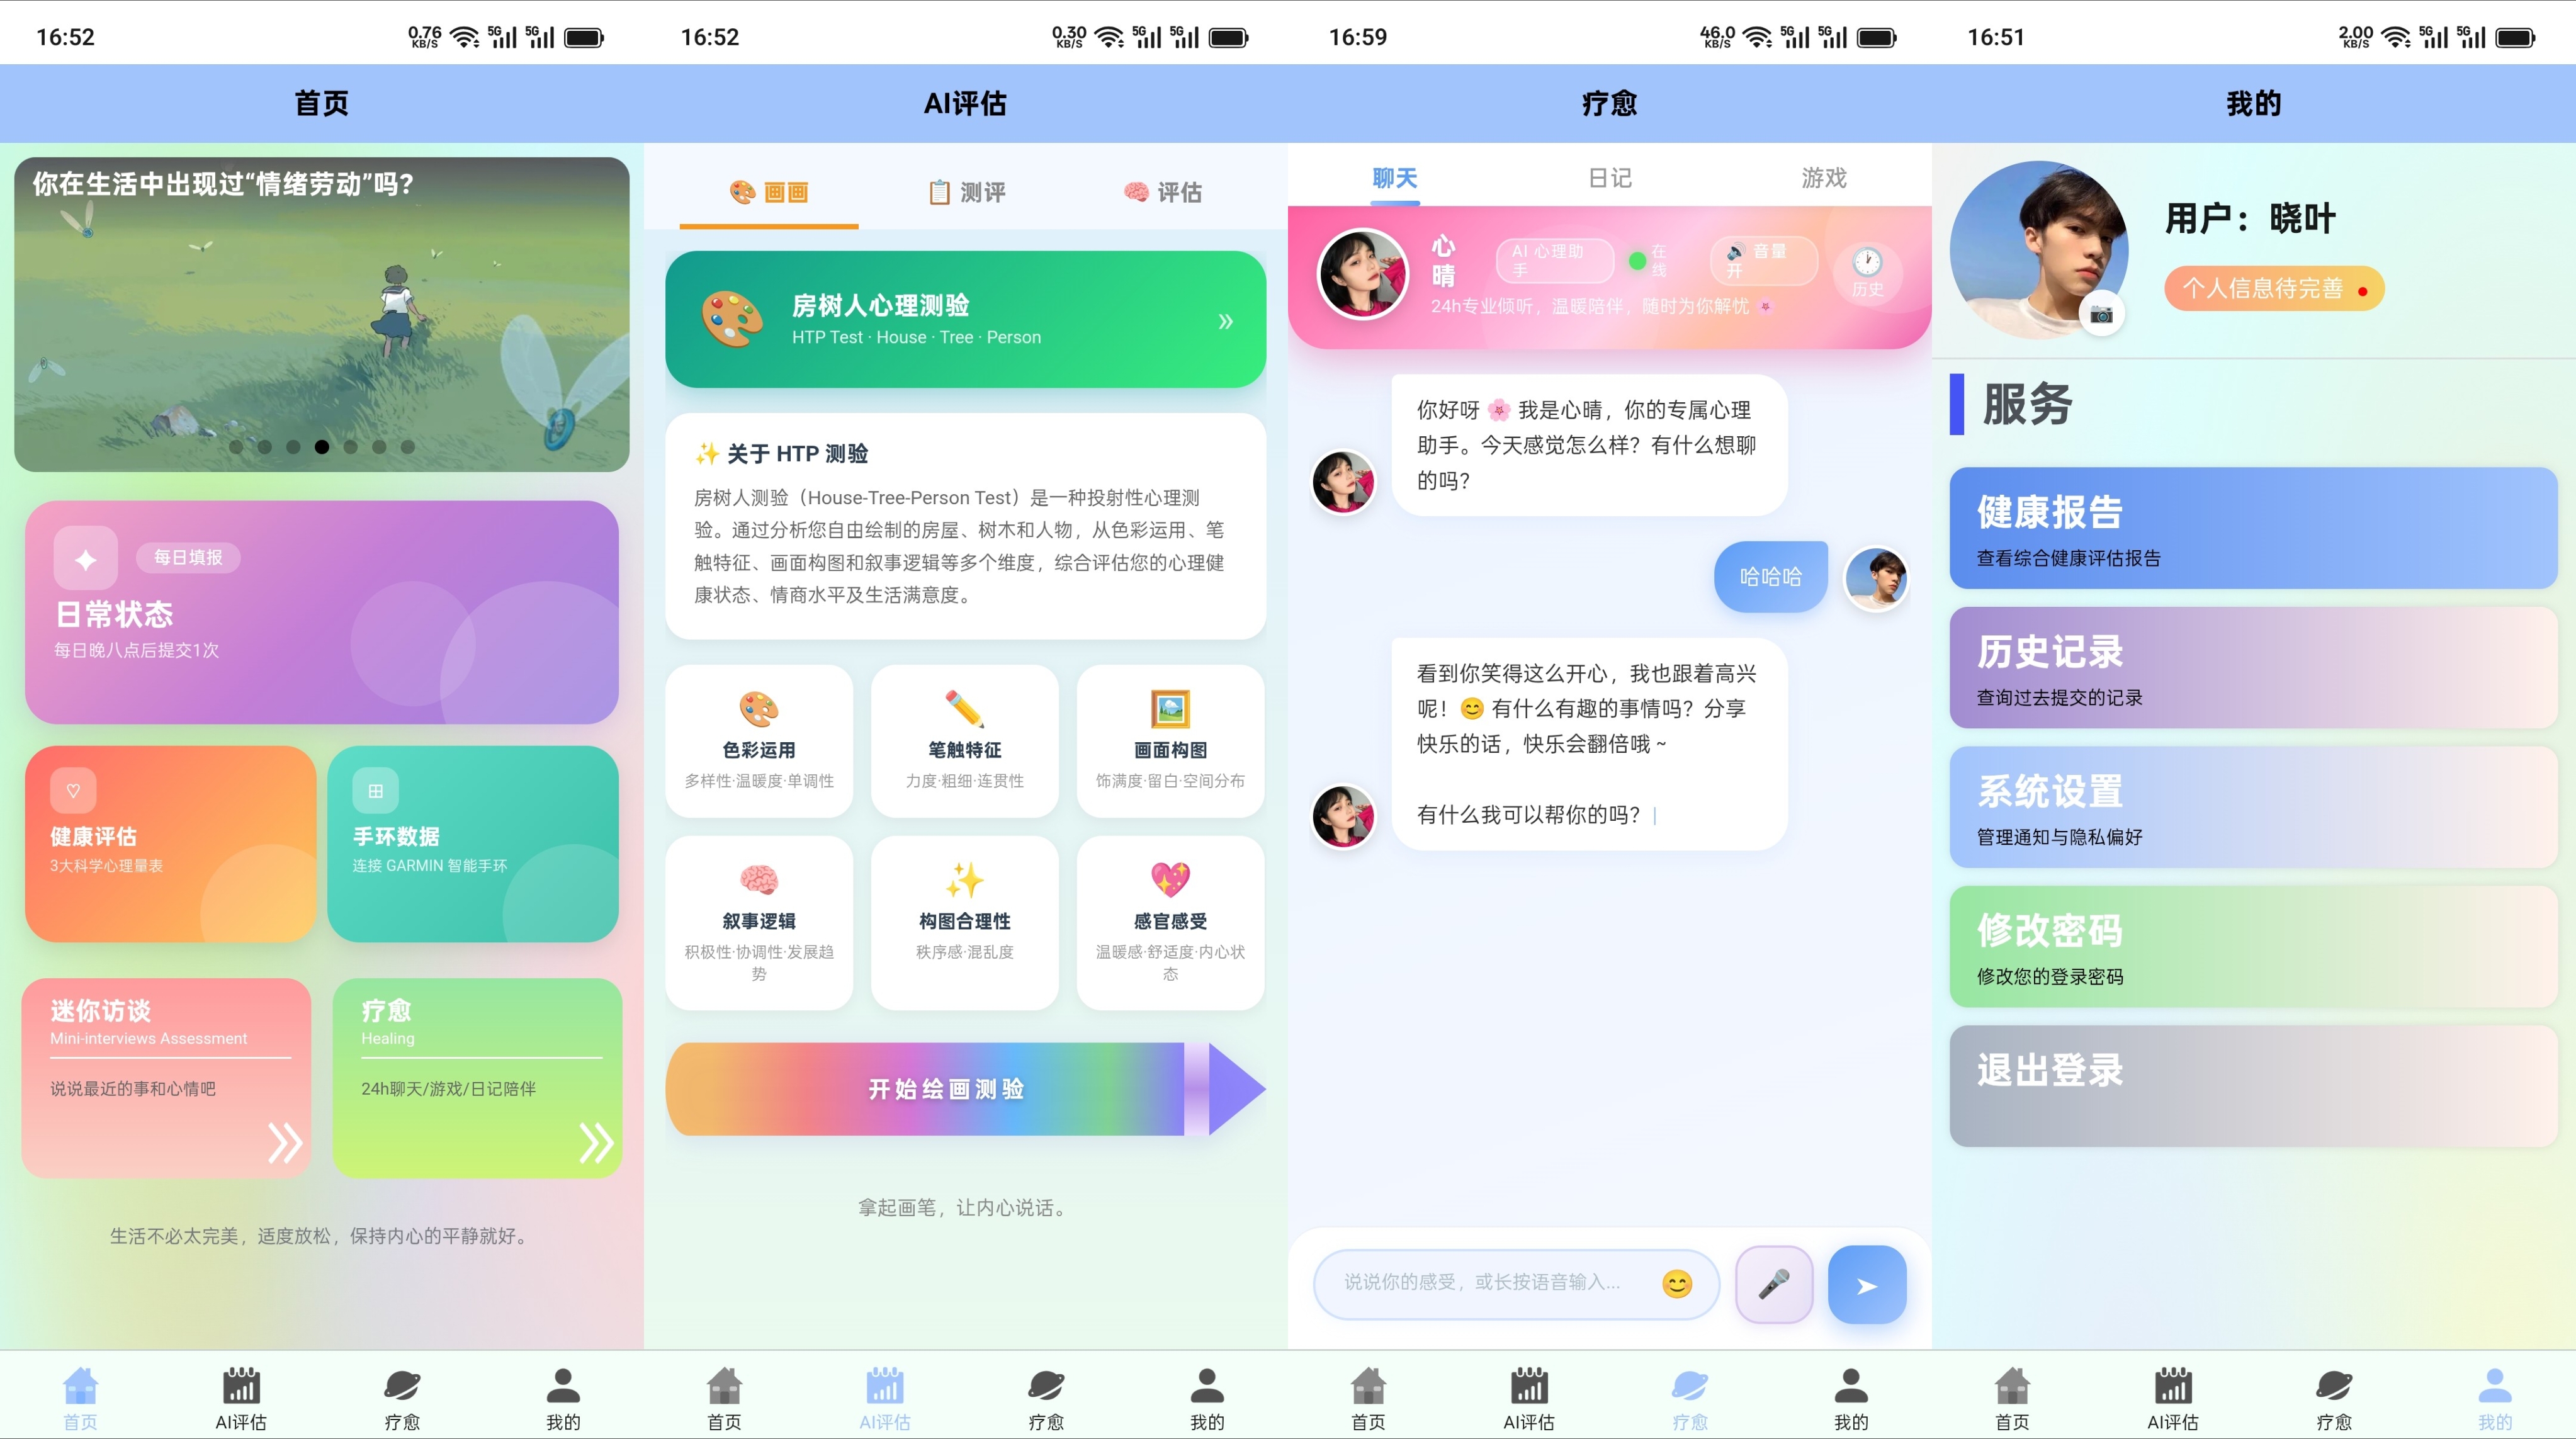 16:52
0.76 KB/S 5G 5G
首页
你在生活中出现过“情绪劳动”吗？
每日填报
日常状态
每日晚八点后提交1次
健康评估
3大科学心理量表
手环数据
连接 GARMIN 智能手环
迷你访谈
Mini-interviews Assessment
说说最近的事和心情吧
疗愈
Healing
24h聊天/游戏/日记陪伴
生活不必太完美，适度放松，保持内心的平静就好。
首页
AI评估
疗愈
我的
16:52
0.30 KB/S 5G 5G
AI评估
画画
测评
评估
房树人心理测验
HTP Test · House · Tree · Person
关于 HTP 测验
房树人测验（House-Tree-Person Test）是一种投射性心理测
验。通过分析您自由绘制的房屋、树木和人物，从色彩运用、笔
触特征、画面构图和叙事逻辑等多个维度，综合评估您的心理健
康状态、情商水平及生活满意度。
色彩运用
多样性·温暖度·单调性
笔触特征
力度·粗细·连贯性
画面构图
饰满度·留白·空间分布
叙事逻辑
积极性·协调性·发展趋
势
构图合理性
秩序感·混乱度
感官感受
温暖感·舒适度·内心状
态
开始绘画测验
拿起画笔，让内心说话。
首页
AI评估
疗愈
我的
16:59
46.0 KB/S 5G 5G
疗愈
聊天
日记
游戏
心
晴
AI 心理助
手
在
线
音量
开
历史
24h专业倾听，温暖陪伴，随时为你解忧
你好呀 我是心晴，你的专属心理
助手。今天感觉怎么样？有什么想聊
的吗？
哈哈哈
看到你笑得这么开心，我也跟着高兴
呢！ 有什么有趣的事情吗？分享
快乐的话，快乐会翻倍哦～
有什么我可以帮你的吗？
说说你的感受，或长按语音输入...
首页
AI评估
疗愈
我的
16:51
2.00 KB/S 5G 5G
我的
用户：晓叶
个人信息待完善
服务
健康报告
查看综合健康评估报告
历史记录
查询过去提交的记录
系统设置
管理通知与隐私偏好
修改密码
修改您的登录密码
退出登录
首页
AI评估
疗愈
我的